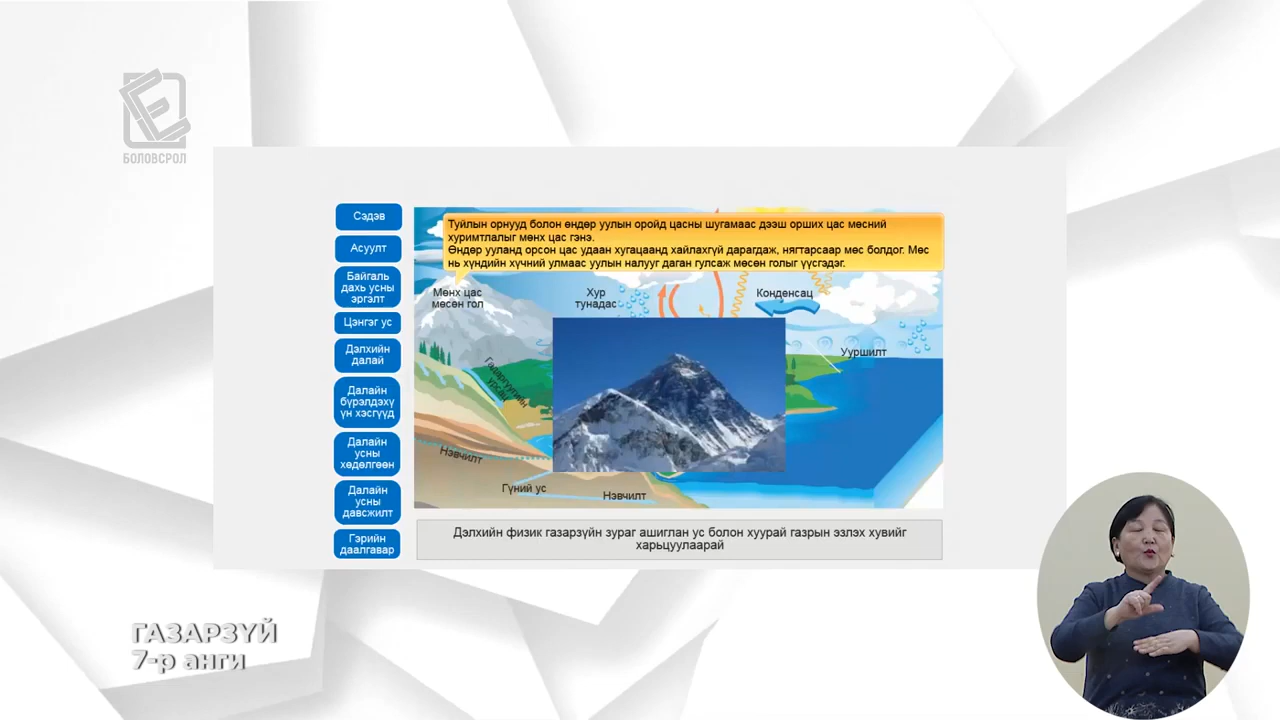 БОЛОВСРОЛ
Сэдэв
Асуулт
Байгаль
дахь усны
эргэлт
Цэнгэг ус
Дэлхийн
далай
Далайн
бүрэлдэхү
үн хэсгүүд
Далайн
усны
хөдөлгөөн
Далайн
усны
давсжилт
Гэрийн
даалгавар
Туйлын орнууд болон өндөр уулын оройд цасны шугамаас дээш орших цас мөсний
хуримтлалыг мөнх цас гэнэ.
Өндөр ууланд орсон цас удаан хугацаанд хайлахгүй дарагдаж, нягтарсаар мөс болдог. Мөс
нь хүндийн хүчний улмаас уулын налууг даган гулсаж мөсөн голыг үүсгэдэг.
Мөнх цас
мөсөн гол
Хур
тунадас
Конденсац
Ууршилт
Гадаргуугийн
урсац
Нэвчилт
Гүний ус
Нэвчилт
Дэлхийн физик газарзүйн зураг ашиглан ус болон хуурай газрын эзлэх хувийг
харьцуулаарай
ГАЗАРЗҮЙ
7-р анги